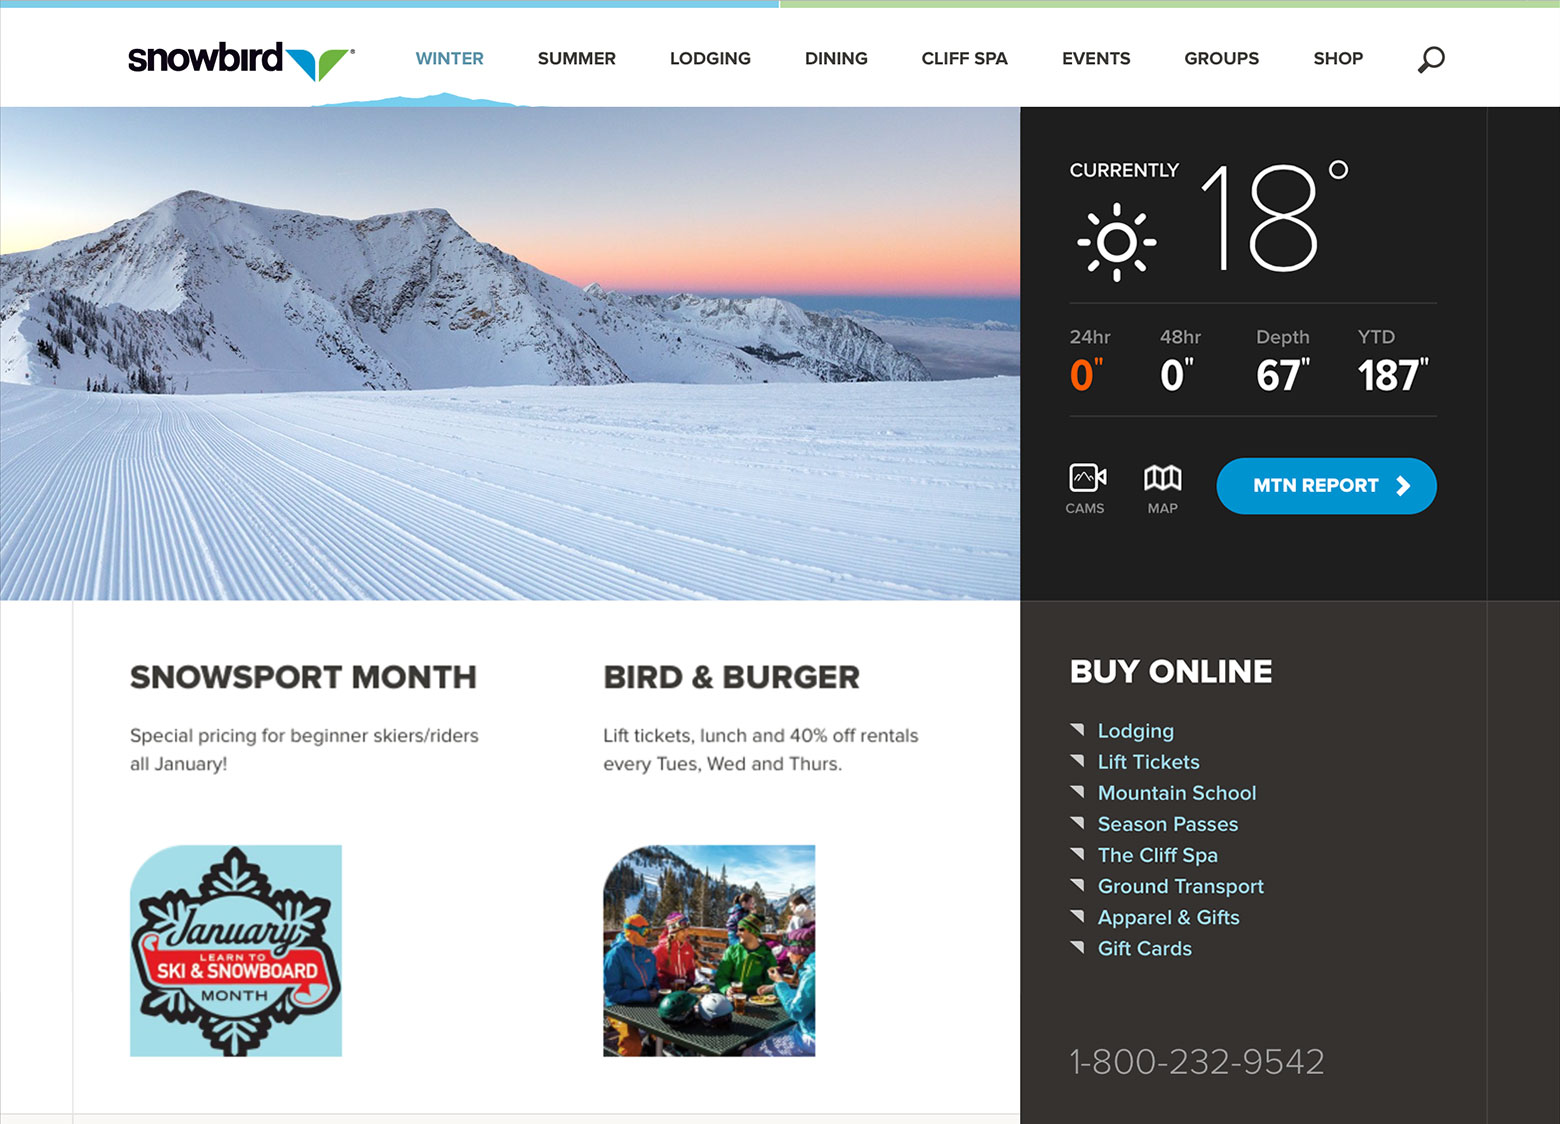 snowbird
WINTER
SUMMER
LODGING
DINING
CLIFF SPA
EVENTS
GROUPS
SHOP
CURRENTLY
18°
24hr
48hr
Depth
YTD
0"
0"
67"
187"
CAMS
MAP
MTN REPORT
SNOWSPORT MONTH
Special pricing for beginner skiers/riders
all January!
January
LEARN TO
SKI & SNOWBOARD
MONTH
BIRD & BURGER
Lift tickets, lunch and 40% off rentals
every Tues, Wed and Thurs.
BUY ONLINE
Lodging
Lift Tickets
Mountain School
Season Passes
The Cliff Spa
Ground Transport
Apparel & Gifts
Gift Cards
1-800-232-9542